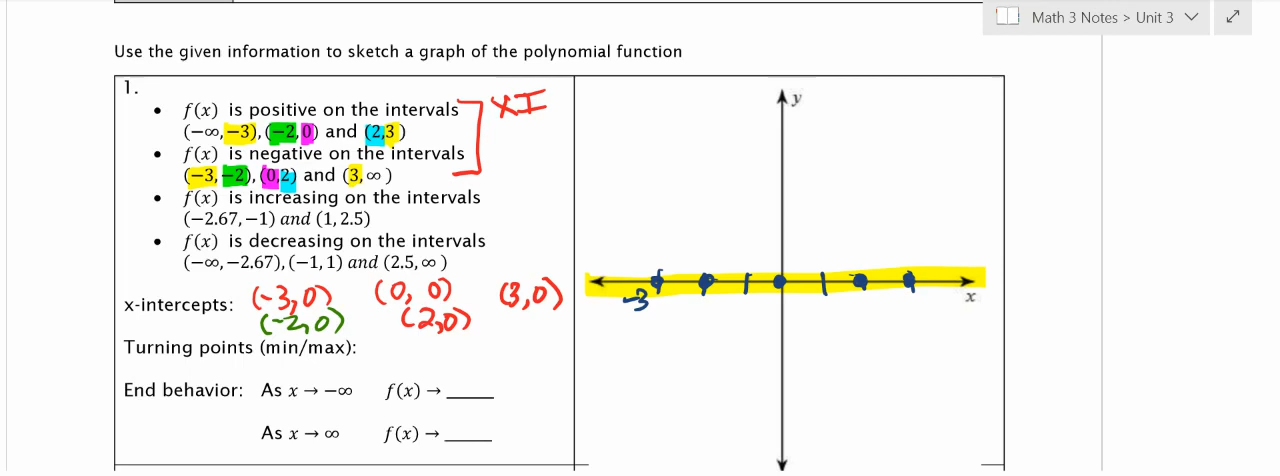 Math 3 Notes > Unit 3
Use the given information to sketch a graph of the polynomial function
1.
• f(x) is positive on the intervals
(−∞,−3), (−2,0) and (2,3)
• f(x) is negative on the intervals
(−3,−2), (0,2) and (3,∞)
XI
• f(x) is increasing on the intervals
(−2.67,−1) and (1,2.5)
• f(x) is decreasing on the intervals
(−∞,−2.67),(−1,1) and (2.5,∞)
x-intercepts: (-3,0) (0,0) (3,0)
(-2,0) (2,0)
Turning points (min/max):
End behavior: As x → −∞ f(x) → _____
As x → ∞ f(x) → _____
y
-3
x